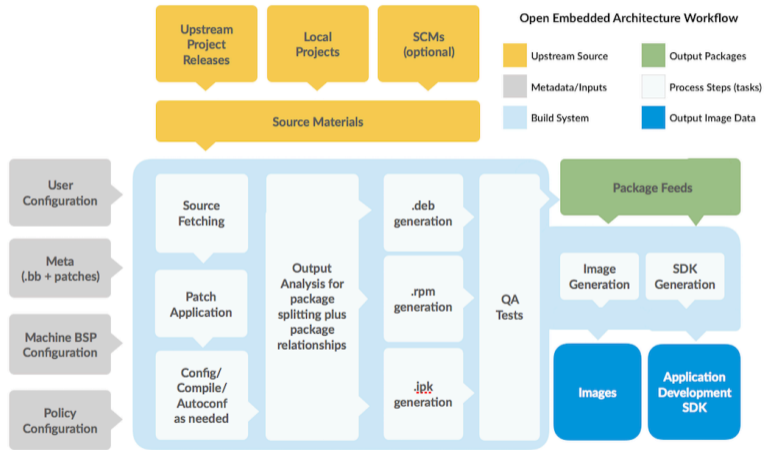 Open Embedded Architecture Workflow
Upstream Source
Output Packages
Metadata/Inputs
Process Steps (tasks)
Build System
Output Image Data
Upstream
Project
Releases
Local
Projects
SCMs
(optional)
Source Materials
User
Configuration
Meta
(.bb + patches)
Machine BSP
Configuration
Policy
Configuration
Source
Fetching
Patch
Application
Config/
Compile/
Autoconf
as needed
Output
Analysis for
package
splitting plus
package
relationships
.deb
generation
.rpm
generation
.ipk
generation
QA
Tests
Package Feeds
Image
Generation
SDK
Generation
Images
Application
Development
SDK